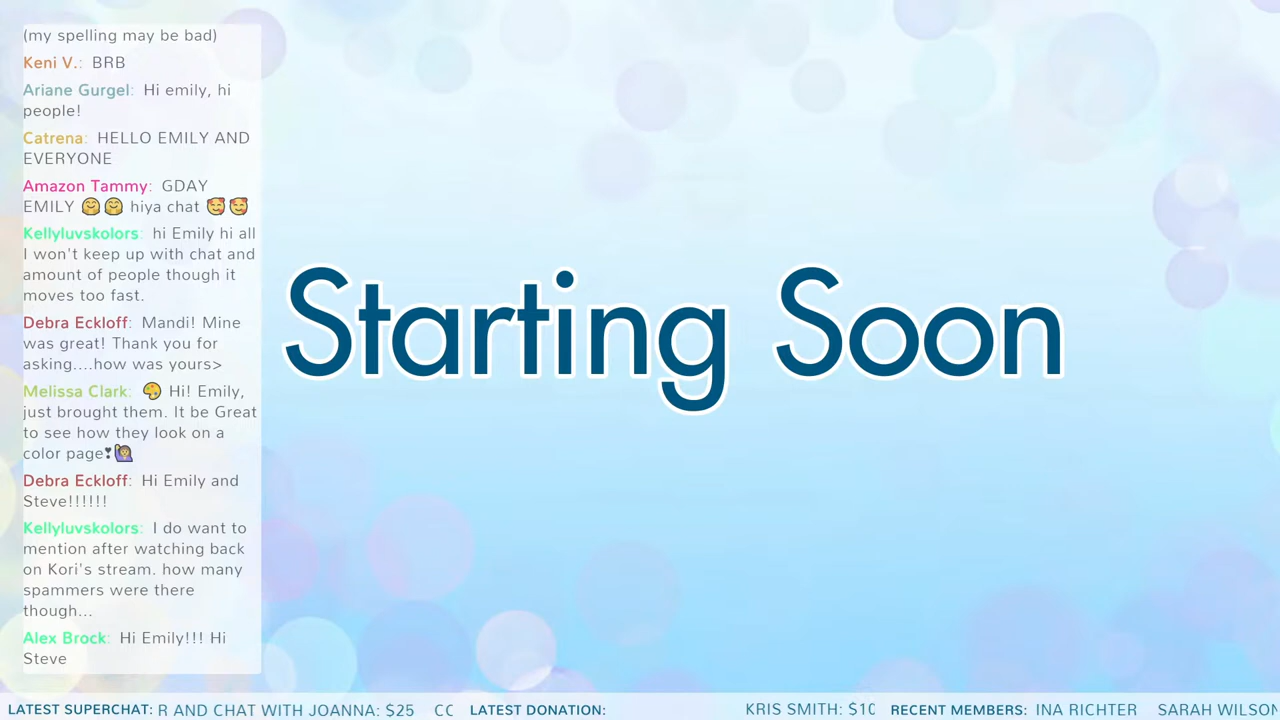 (my spelling may be bad)
Keni V.: BRB
Ariane Gurgel: Hi emily, hi
people!
Catrena: HELLO EMILY AND
EVERYONE
Amazon Tammy: GDAY
EMILY 🤗 🤗 hiya chat 🥰 🥰
Kellyluvskolors: hi Emily hi all
I won't keep up with chat and
amount of people though it
moves too fast.
Debra Eckloff: Mandi! Mine
was great! Thank you for
asking....how was yours>
Melissa Clark: 🎨 Hi! Emily,
just brought them. It be Great
to see how they look on a
color page❣🙋
Debra Eckloff: Hi Emily and
Steve!!!!!!
Kellyluvskolors: I do want to
mention after watching back
on Kori's stream. how many
spammers were there
though...
Alex Brock: Hi Emily!!! Hi
Steve
Starting Soon
LATEST SUPERCHAT: R AND CHAT WITH JOANNA: $25 LATEST DONATION: KRIS SMITH: $10 RECENT MEMBERS: INA RICHTER SARAH WILSON